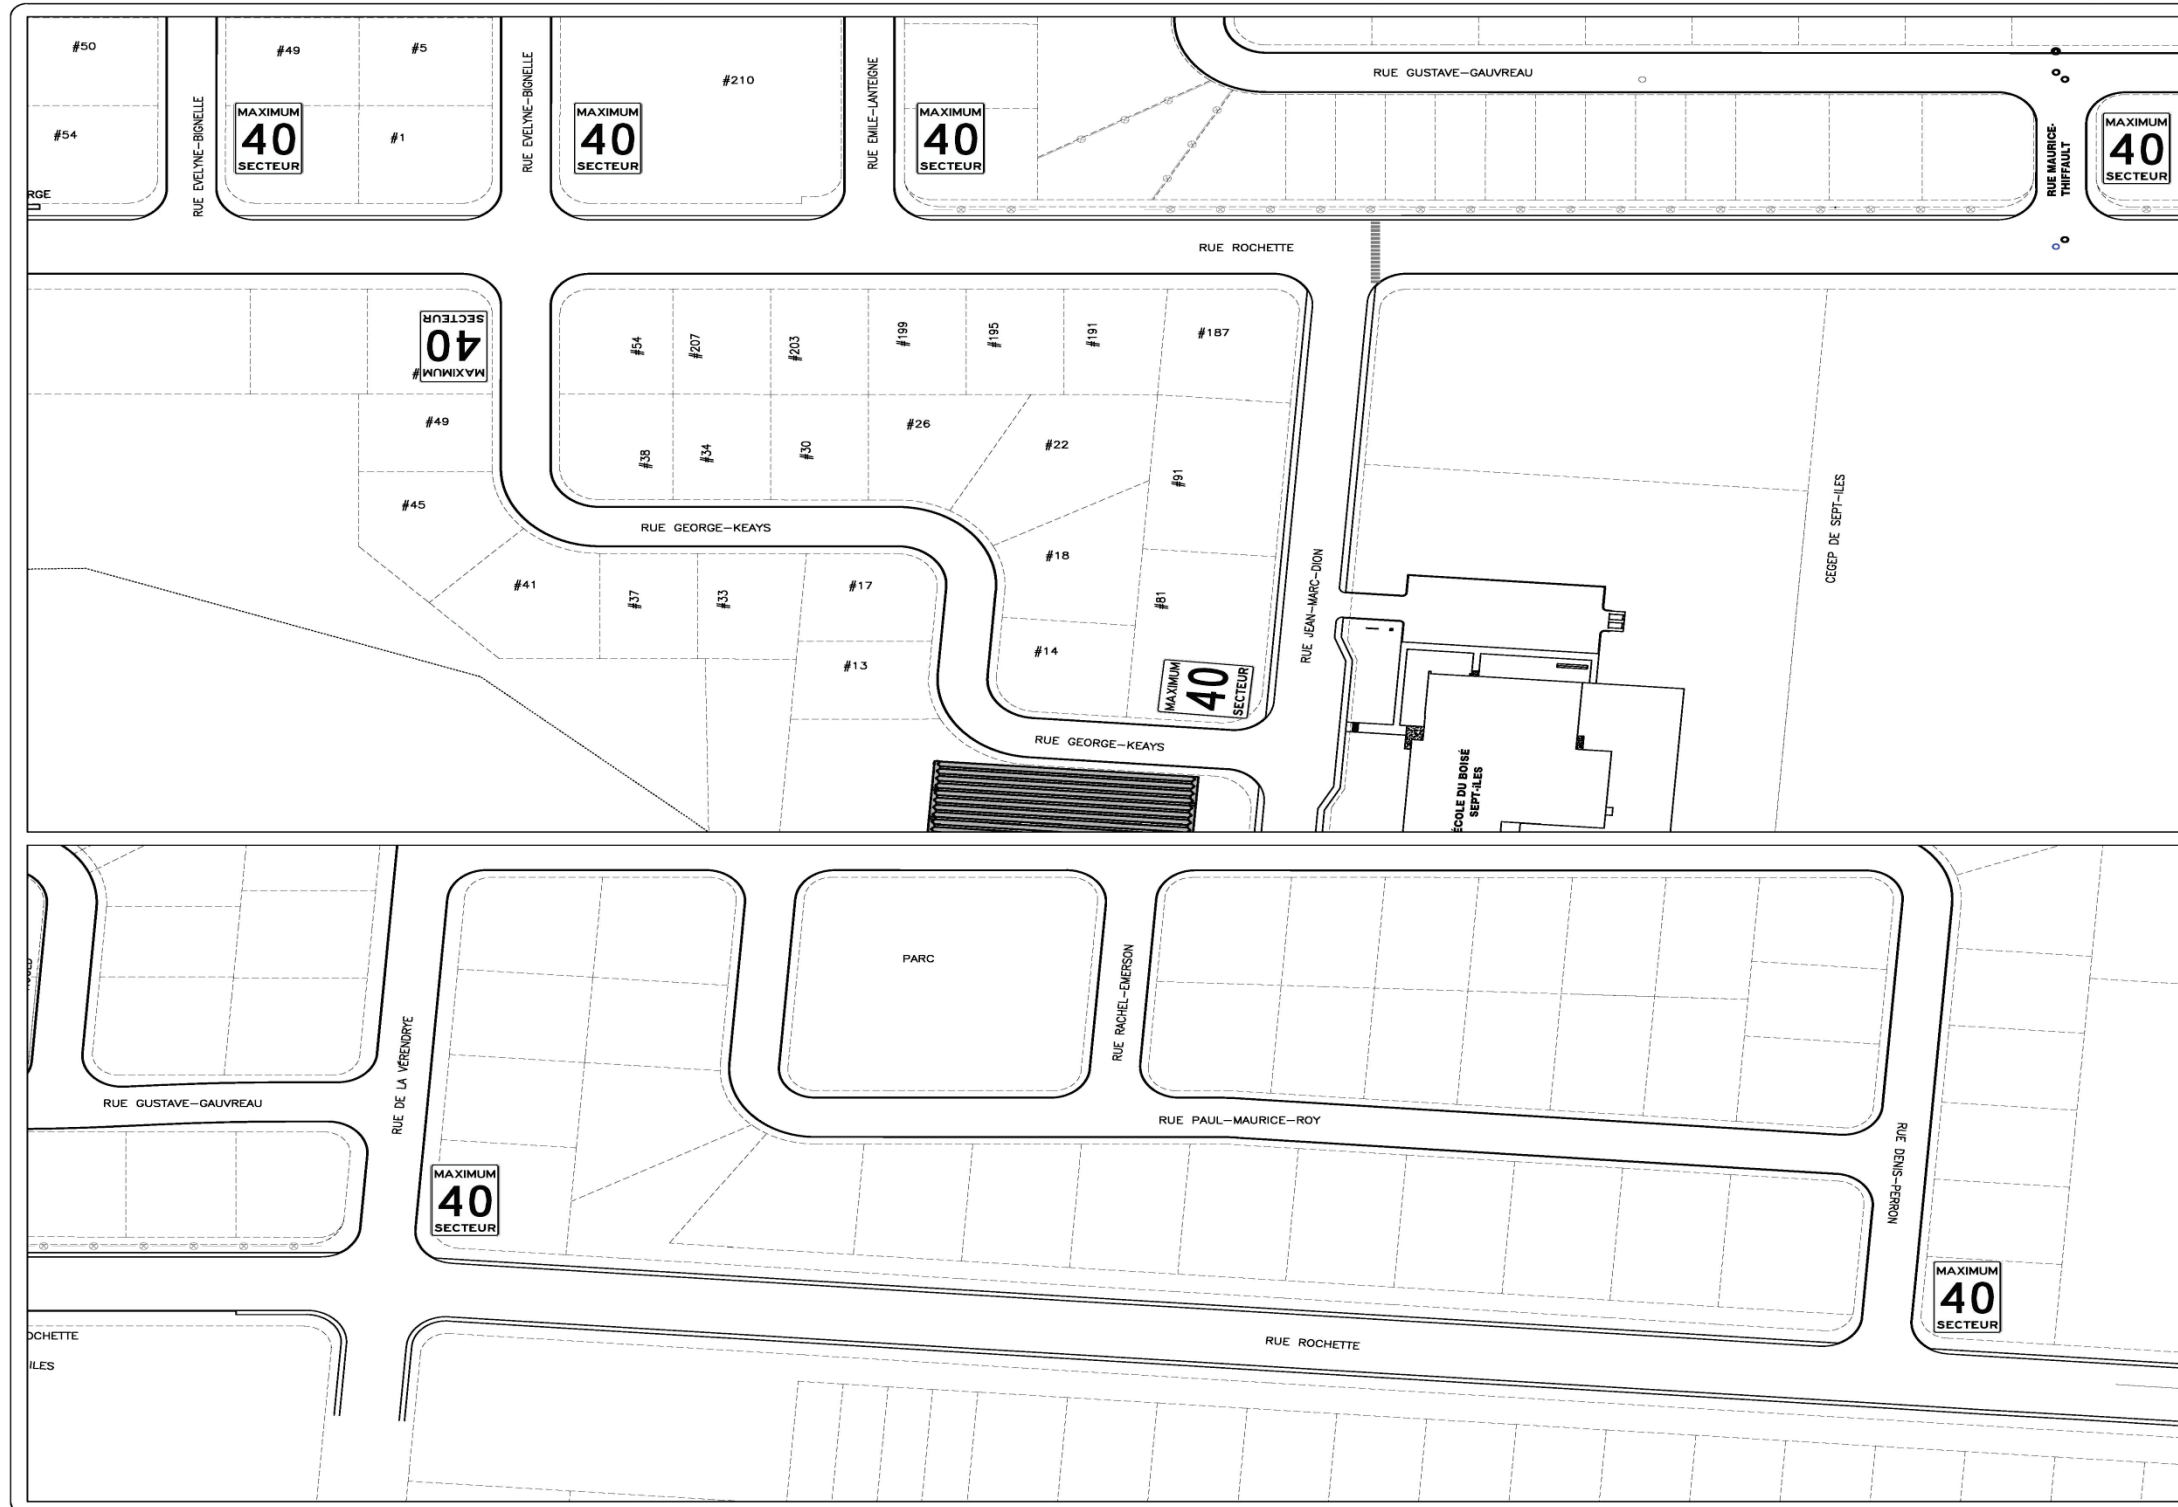 #50
#49
#5
#210
RUE GUSTAVE-GAUVREAU
#54
#1
RUE EVELYNE-BIGNELLE
MAXIMUM
40
SECTEUR
RUE EVELYNE-BIGNELLE
MAXIMUM
40
SECTEUR
RUE EMILE-LANTEIGNE
MAXIMUM
40
SECTEUR
RUE MAURICE-
THIFFAULT
MAXIMUM
40
SECTEUR
RGE
RUE ROCHETTE
MAXIMUM
40
SECTEUR
#
#54
#207
#203
#199
#195
#191
#187
#49
#38
#34
#30
#26
#22
#91
#45
RUE GEORGE-KEAYS
#41
#37
#33
#17
#18
#81
#13
#14
RUE JEAN-MARC-DION
CEGEP DE SEPT-ILES
MAXIMUM
40
SECTEUR
RUE GEORGE-KEAYS
ÉCOLE DU BOISÉ
SEPT-ÎLES
PARC
RUE RACHEL-EMERSON
RUE GUSTAVE-GAUVREAU
RUE DE LA VÉRENDRYE
RUE PAUL-MAURICE-ROY
RUE DENIS-PERRON
MAXIMUM
40
SECTEUR
MAXIMUM
40
SECTEUR
OCHETTE
ILES
RUE ROCHETTE